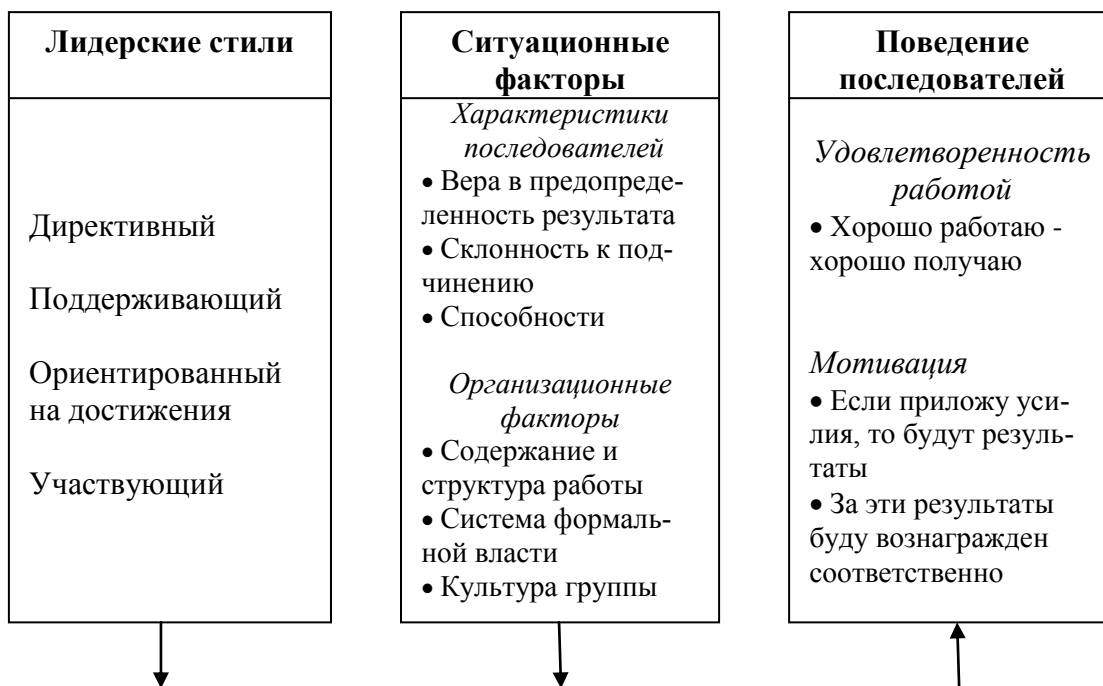 Лидерские стили
Директивный
Поддерживающий
Ориентированный
на достижения
Участвующий
Ситуационные
факторы
Характеристики
последователей
• Вера в предопреде-
ленность результата
• Склонность к под-
чинению
• Способности
Организационные
факторы
• Содержание и
структура работы
• Система формаль-
ной власти
• Культура группы
Поведение
последователей
Удовлетворенность
работой
• Хорошо работаю -
хорошо получаю
Мотивация
• Если приложу уси-
лия, то будут резуль-
таты
• За эти результаты
буду вознагражден
соответственно